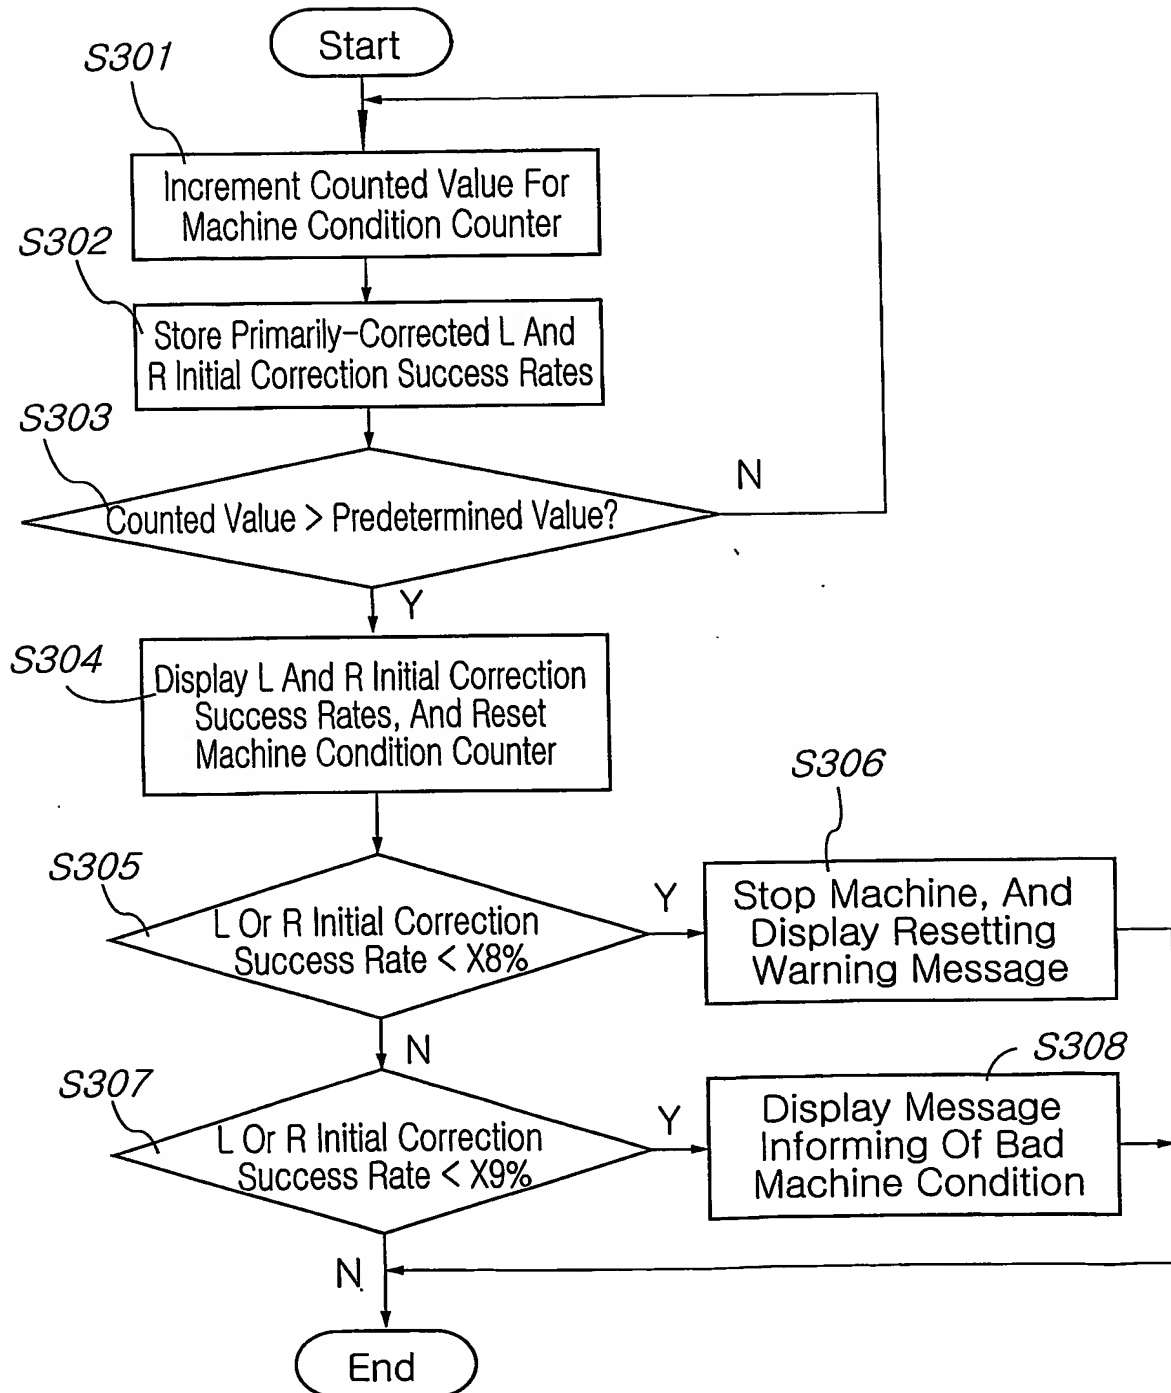 Start
S301
Increment Counted Value For
Machine Condition Counter
S302
Store Primarily-Corrected L And
R Initial Correction Success Rates
S303
Counted Value > Predetermined Value?
N
Y
S304
Display L And R Initial Correction
Success Rates, And Reset
Machine Condition Counter
S305
L Or R Initial Correction
Success Rate < X8%
Y
S306
Stop Machine, And
Display Resetting
Warning Message
N
S307
L Or R Initial Correction
Success Rate < X9%
Y
S308
Display Message
Informing Of Bad
Machine Condition
N
End